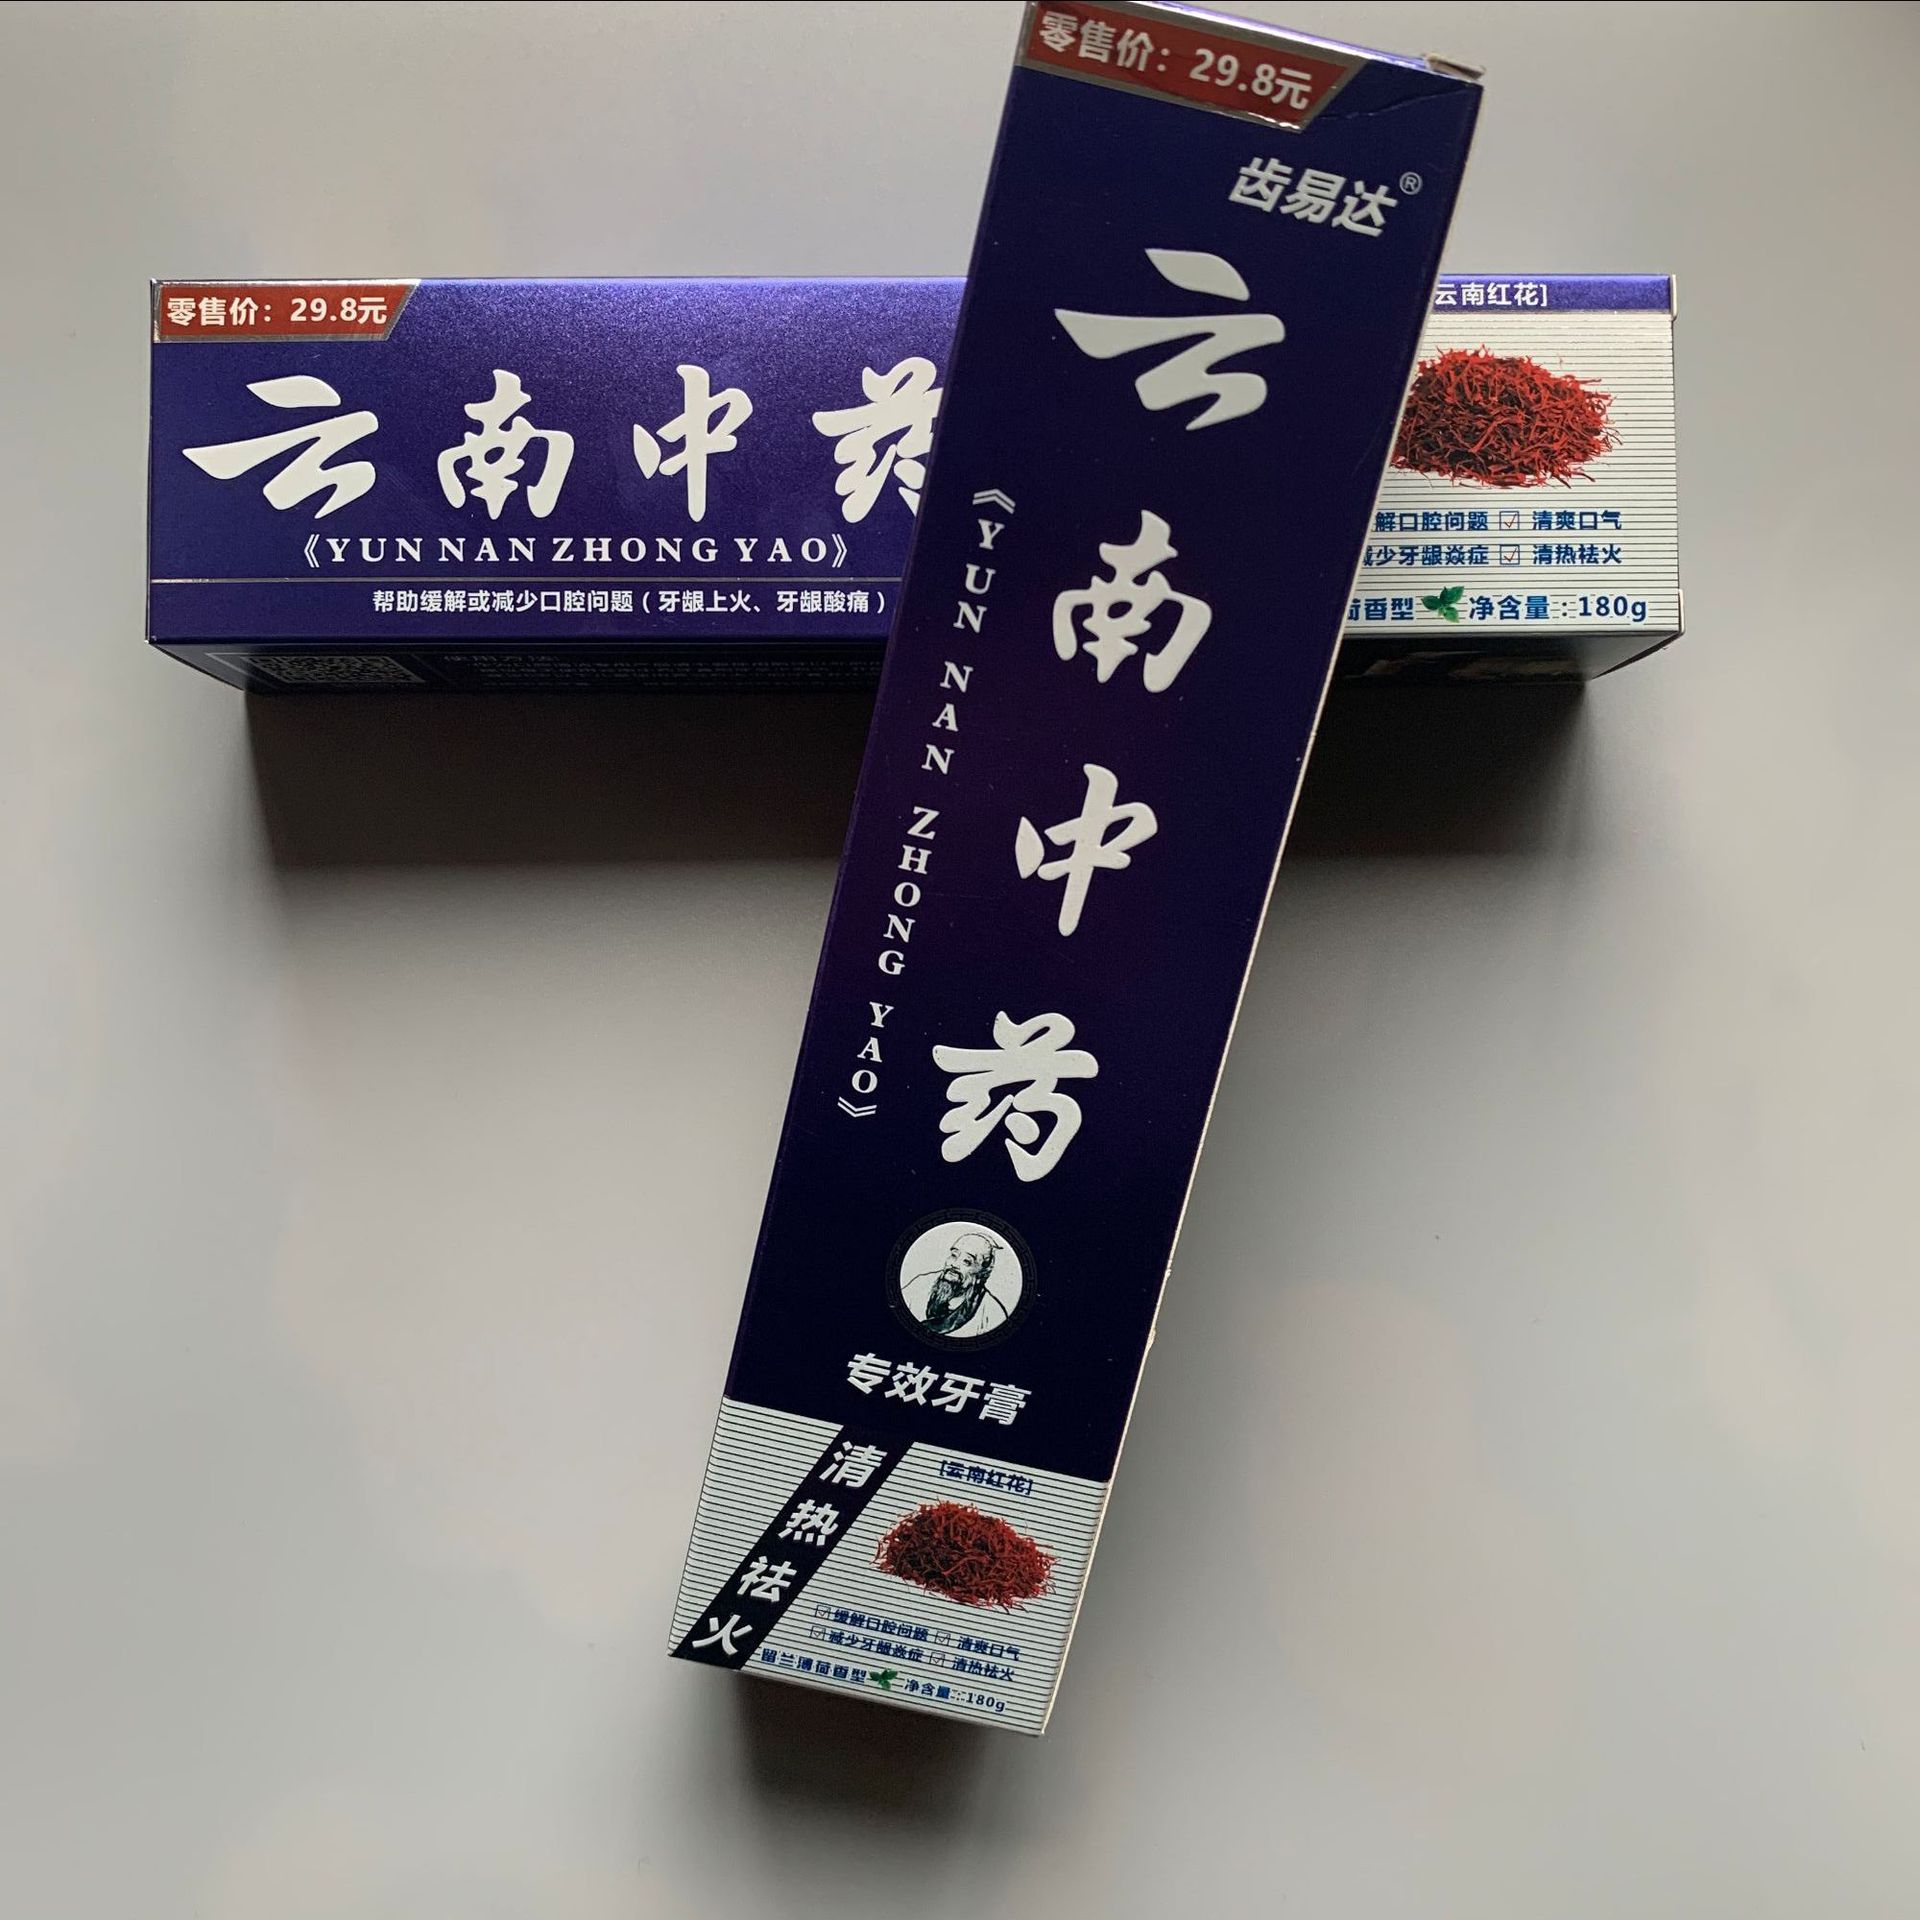 零售价：29.8元
齿易达®
云南中药
《YUN NAN ZHONG YAO》
专效牙膏
清热祛火
[云南红花]
缓解口腔问题 清爽口气
减少牙龈焱症 清热祛火
留兰薄荷香型 净含量：180g
零售价：29.8元
云南中药
《YUN NAN ZHONG YAO》
帮助缓解或减少口腔问题（牙龈上火、牙龈酸痛）
云南红花]
解口腔问题 清爽口气
减少牙龈焱症 清热祛火
荷香型 净含量：180g